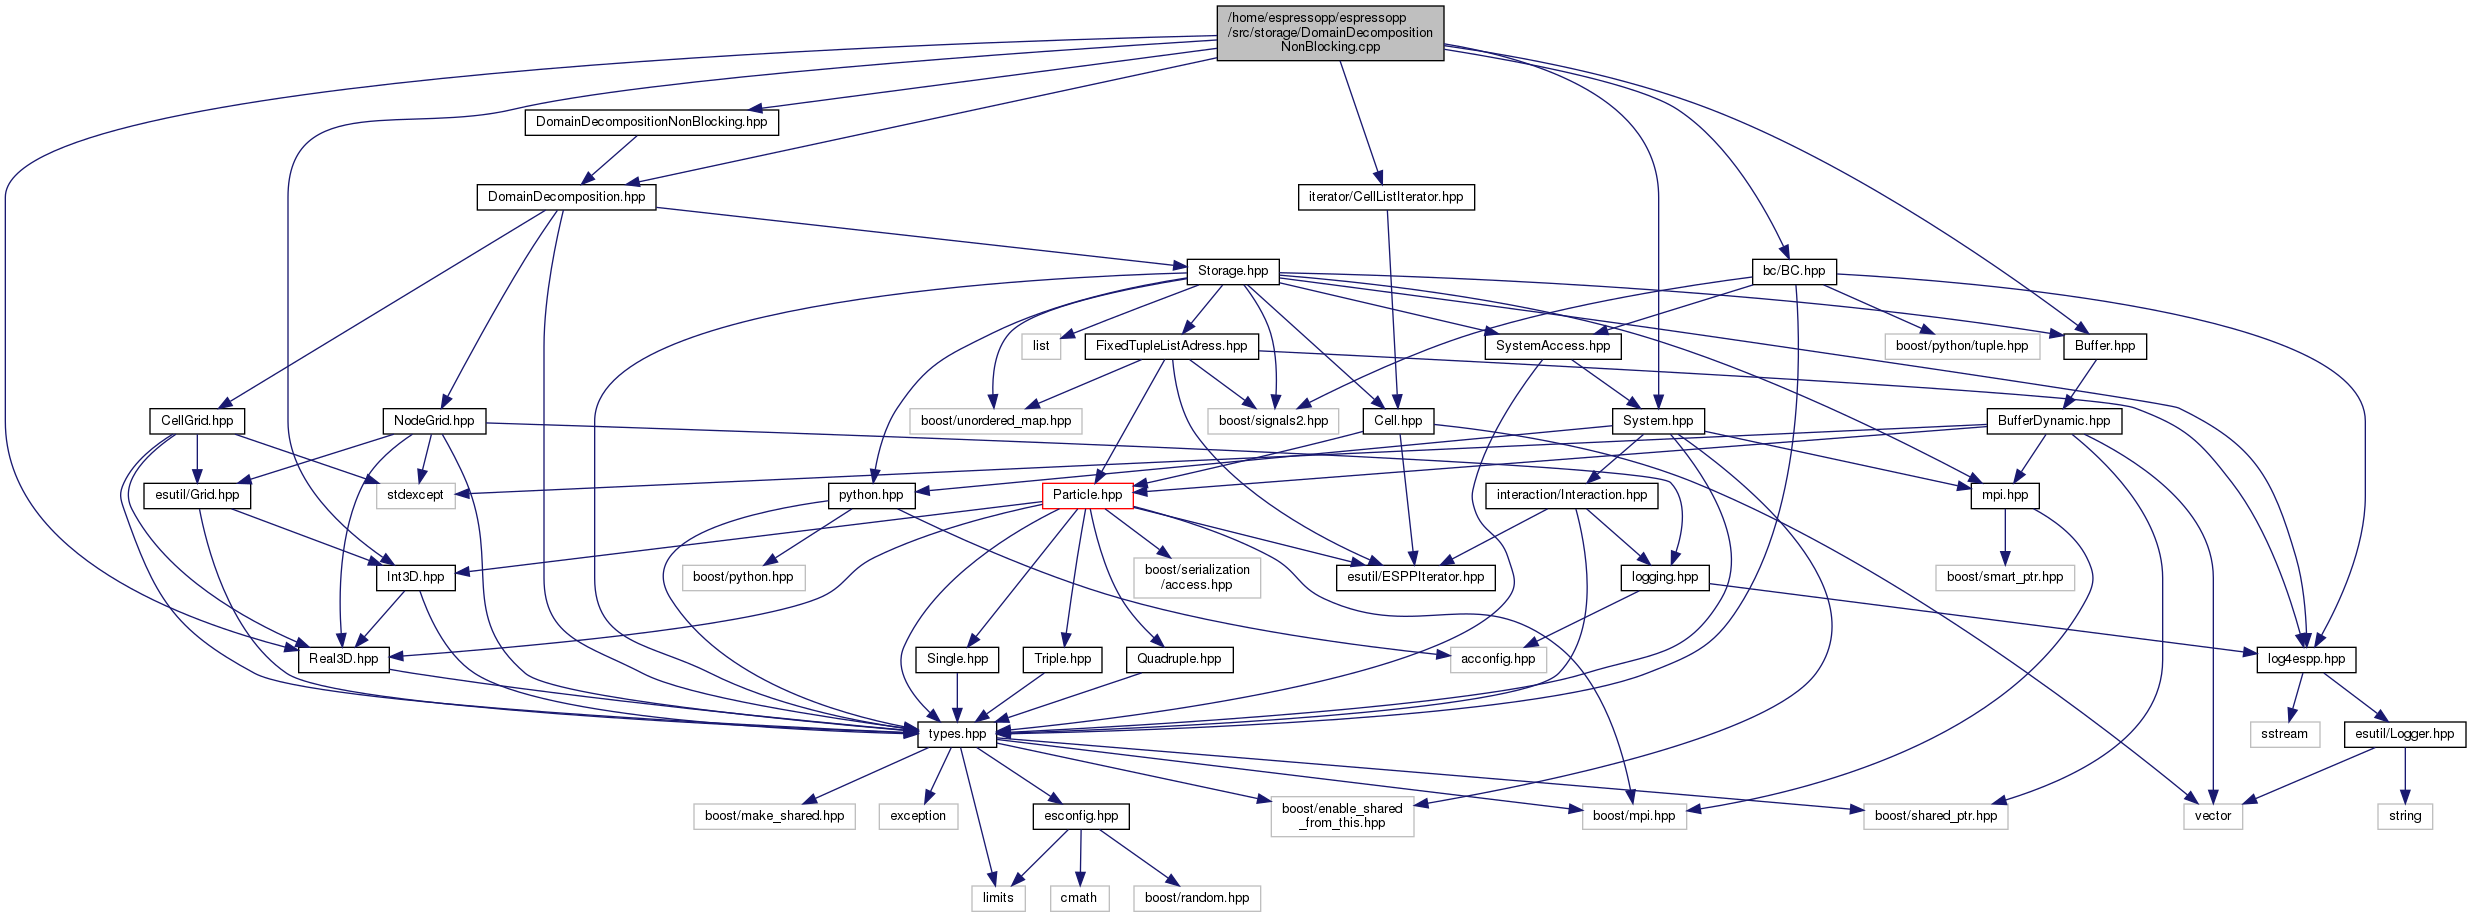 /home/espressopp/espressopp
/src/storage/DomainDecomposition
NonBlocking.cpp
DomainDecompositionNonBlocking.hpp
DomainDecomposition.hpp
iterator/CellListIterator.hpp
Storage.hpp
bc/BC.hpp
list
FixedTupleListAdress.hpp
SystemAccess.hpp
boost/python/tuple.hpp
Buffer.hpp
CellGrid.hpp
NodeGrid.hpp
boost/unordered_map.hpp
boost/signals2.hpp
Cell.hpp
System.hpp
BufferDynamic.hpp
esutil/Grid.hpp
stdexcept
python.hpp
Particle.hpp
interaction/Interaction.hpp
mpi.hpp
Int3D.hpp
boost/python.hpp
boost/serialization
/access.hpp
esutil/ESPPIterator.hpp
logging.hpp
boost/smart_ptr.hpp
Real3D.hpp
Single.hpp
Triple.hpp
Quadruple.hpp
acconfig.hpp
log4espp.hpp
types.hpp
sstream
esutil/Logger.hpp
boost/make_shared.hpp
exception
esconfig.hpp
boost/enable_shared
_from_this.hpp
boost/mpi.hpp
boost/shared_ptr.hpp
vector
string
limits
cmath
boost/random.hpp